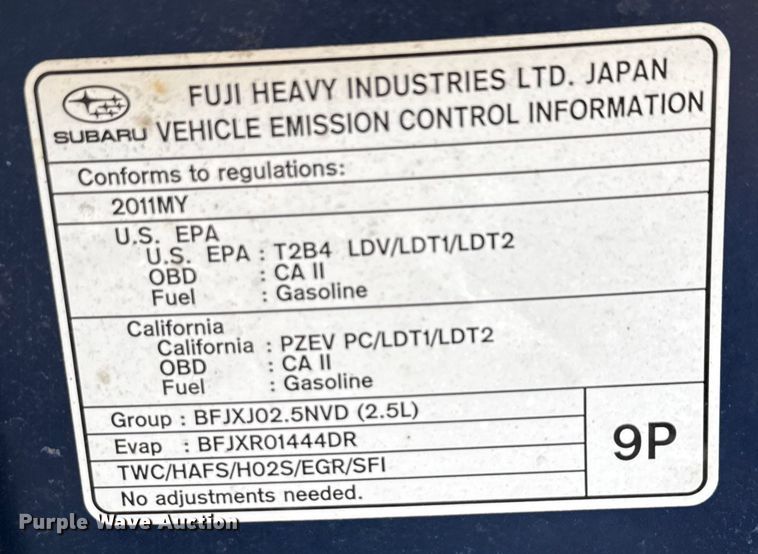 FUJI HEAVY INDUSTRIES LTD. JAPAN
SUBARU VEHICLE EMISSION CONTROL INFORMATION
Conforms to regulations:
2011MY
U.S. EPA
U.S. EPA : T2B4 LDV/LDT1/LDT2
OBD : CA II
Fuel : Gasoline
California
California : PZEV PC/LDT1/LDT2
OBD : CA II
Fuel : Gasoline
Group : BFJXJ02.5NVD (2.5L)
Evap : BFJXR01444DR
TWC/HAFS/HO2S/EGR/SFI
No adjustments needed.
9P
Purple Wave Auction